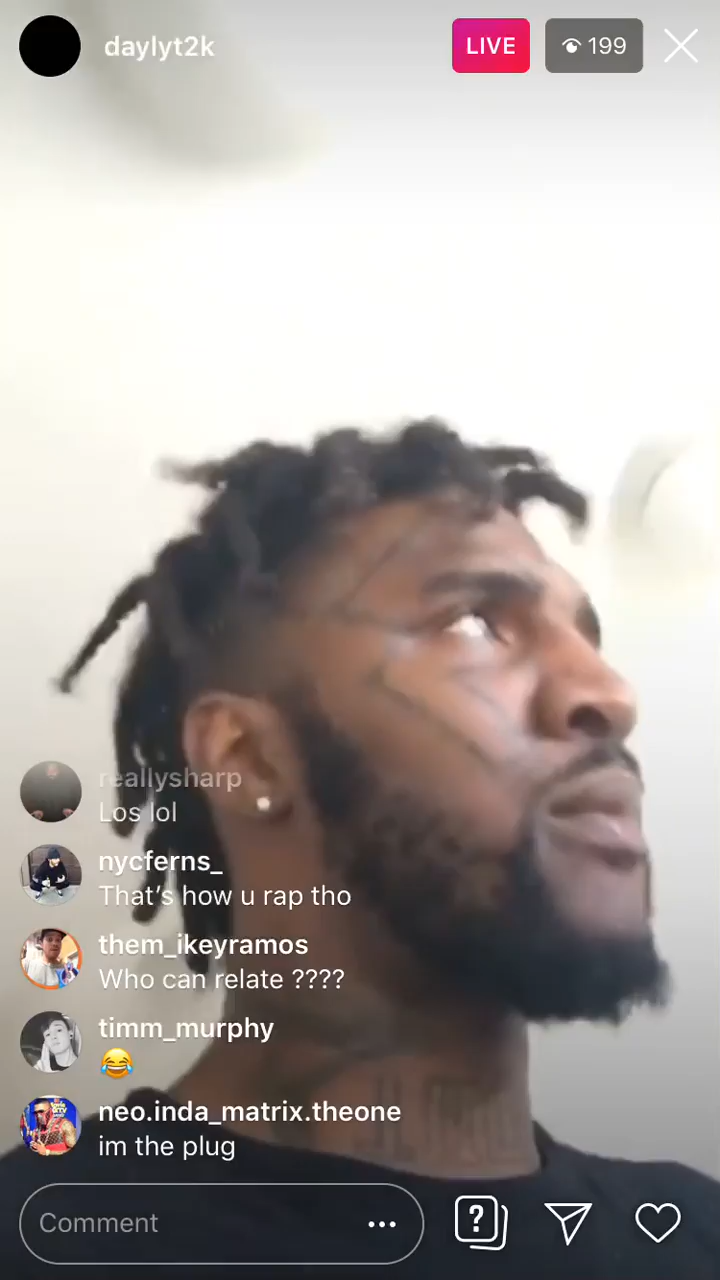 daylyt2k
LIVE
199
reallysharp
Los lol
nycferns_
That's how u rap tho
them_ikeyramos
Who can relate ????
timm_murphy
😂
neo.inda_matrix.theone
im the plug
Comment
?